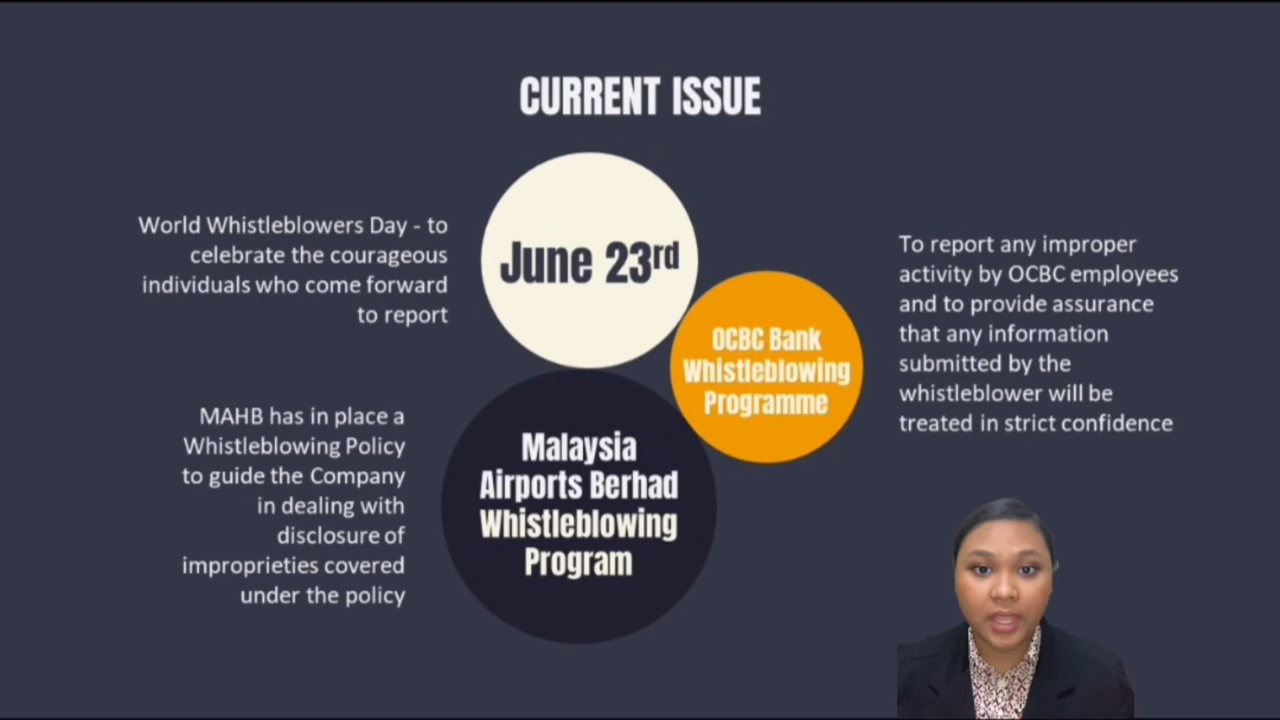 CURRENT ISSUE
World Whistleblowers Day - to
celebrate the courageous
individuals who come forward
to report
June 23rd
OCBC Bank
Whistleblowing
Programme
To report any improper
activity by OCBC employees
and to provide assurance
that any information
submitted by the
whistleblower will be
treated in strict confidence
MAHB has in place a
Whistleblowing Policy
to guide the Company
in dealing with
disclosure of
improprieties covered
under the policy
Malaysia
Airports Berhad
Whistleblowing
Program